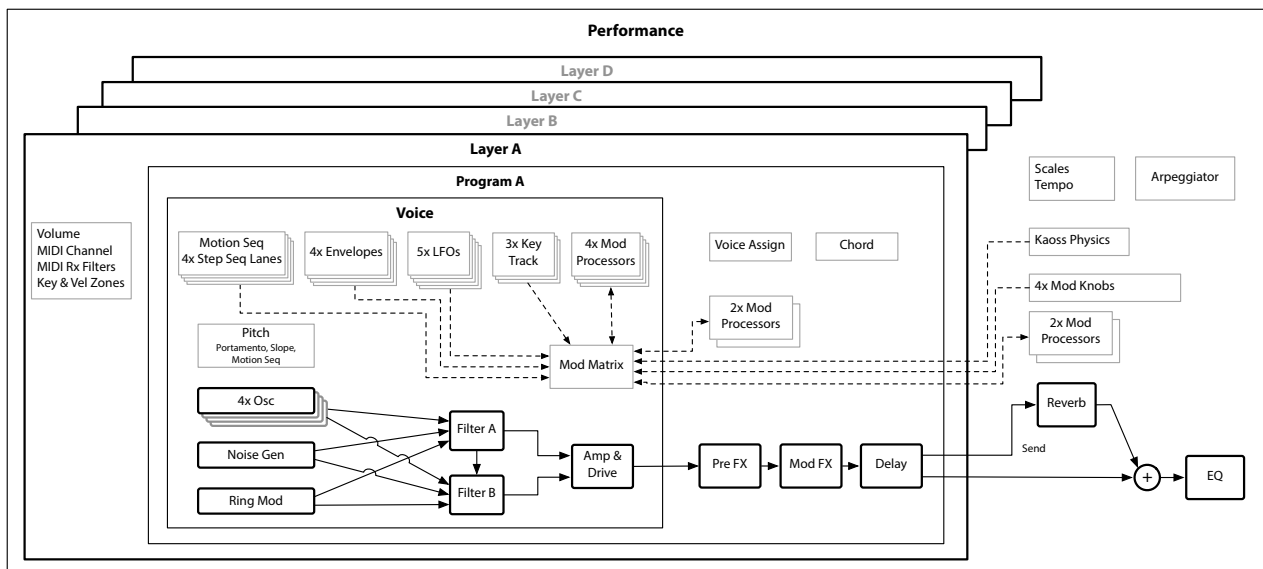 Performance
Layer D
Layer C
Layer B
Layer A
Program A
Voice
Volume
MIDI Channel
MIDI Rx Filters
Key & Vel Zones
Motion Seq
4x Step Seq Lanes
4x Envelopes
5x LFOs
3x Key
Track
4x Mod
Processors
Voice Assign
Chord
Scales
Tempo
Arpeggiator
Kaoss Physics
4x Mod Knobs
2x Mod
Processors
2x Mod
Processors
Pitch
Portamento, Slope,
Motion Seq
Mod Matrix
4x Osc
Noise Gen
Ring Mod
Filter A
Filter B
Amp &
Drive
Pre FX
Mod FX
Delay
Send
Reverb
+
EQ